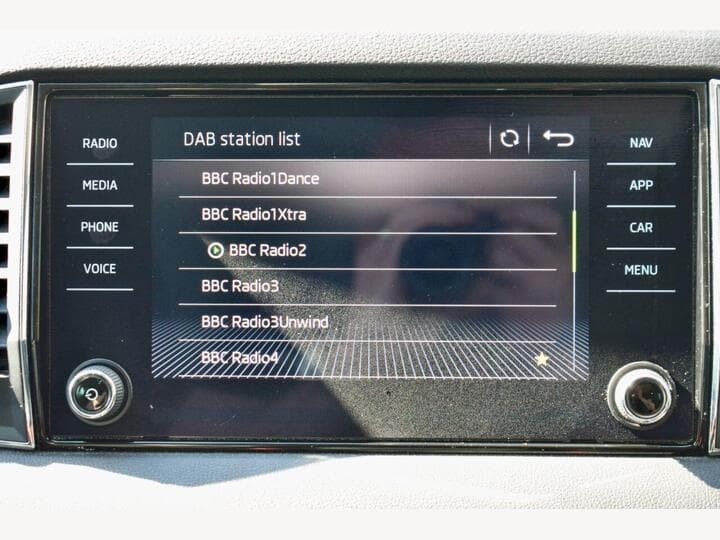 RADIO
MEDIA
PHONE
VOICE
DAB station list
BBC Radio1Dance
BBC Radio1Xtra
BBC Radio2
BBC Radio3
BBC Radio3Unwind
BBC Radio4
NAV
APP
CAR
MENU